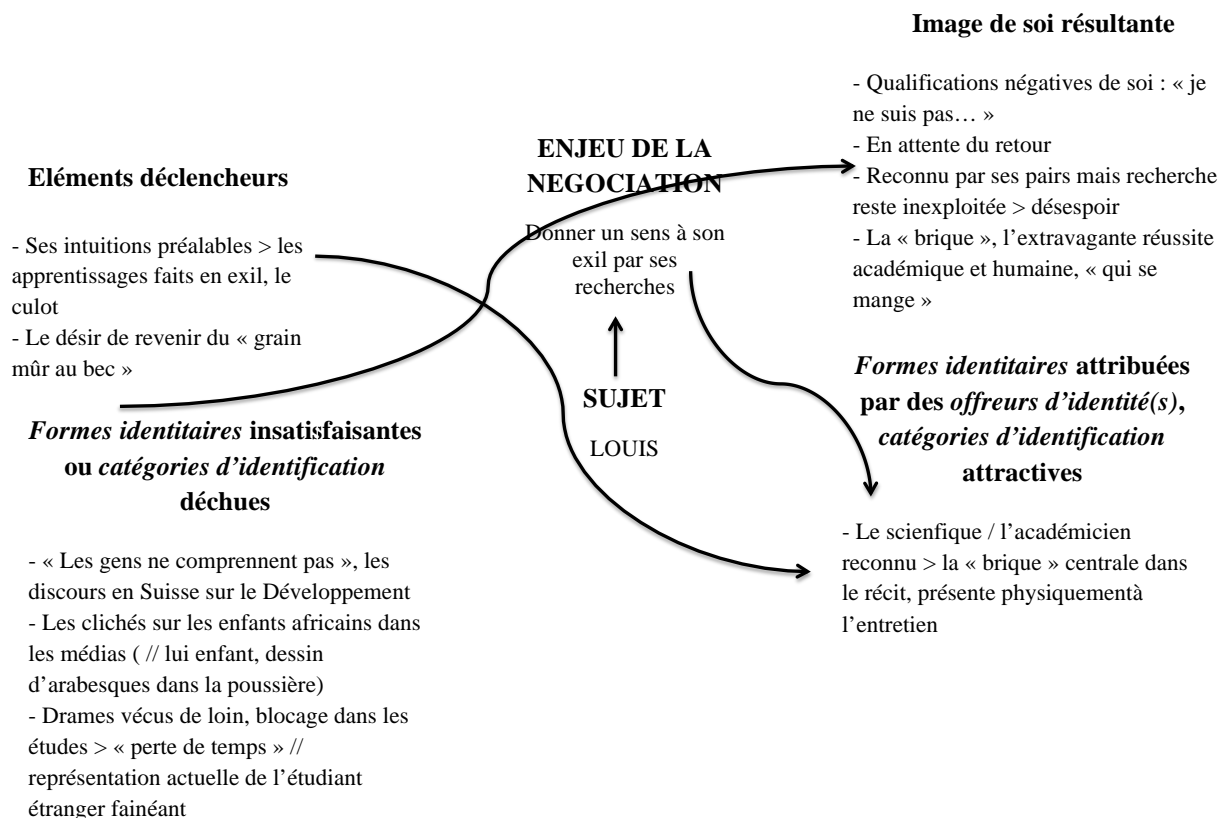 Image de soi résultante
- Qualifications négatives de soi : « je
ne suis pas… »
- En attente du retour
- Reconnu par ses pairs mais recherche
reste inexploitée > désespoir
- La « brique », l’extravagante réussite
académique et humaine, « qui se
mange »
ENJEU DE LA
NEGOCIATION
Donner un sens à son
exil par ses
recherches
Eléments déclencheurs
- Ses intuitions préalables > les
apprentissages faits en exil, le
culot
- Le désir de revenir du « grain
mûr au bec »
SUJET
LOUIS
Formes identitaires attribuées
par des offreurs d’identité(s),
catégories d’identification
attractives
- Le scienfique / l’académicien
reconnu > la « brique » centrale dans
le récit, présente physiquementà
l’entretien
Formes identitaires insatisfaisantes
ou catégories d’identification
déchues
- « Les gens ne comprennent pas », les
discours en Suisse sur le Développement
- Les clichés sur les enfants africains dans
les médias ( // lui enfant, dessin
d’arabesques dans la poussière)
- Drames vécus de loin, blocage dans les
études > « perte de temps » //
représentation actuelle de l’étudiant
étranger fainéant